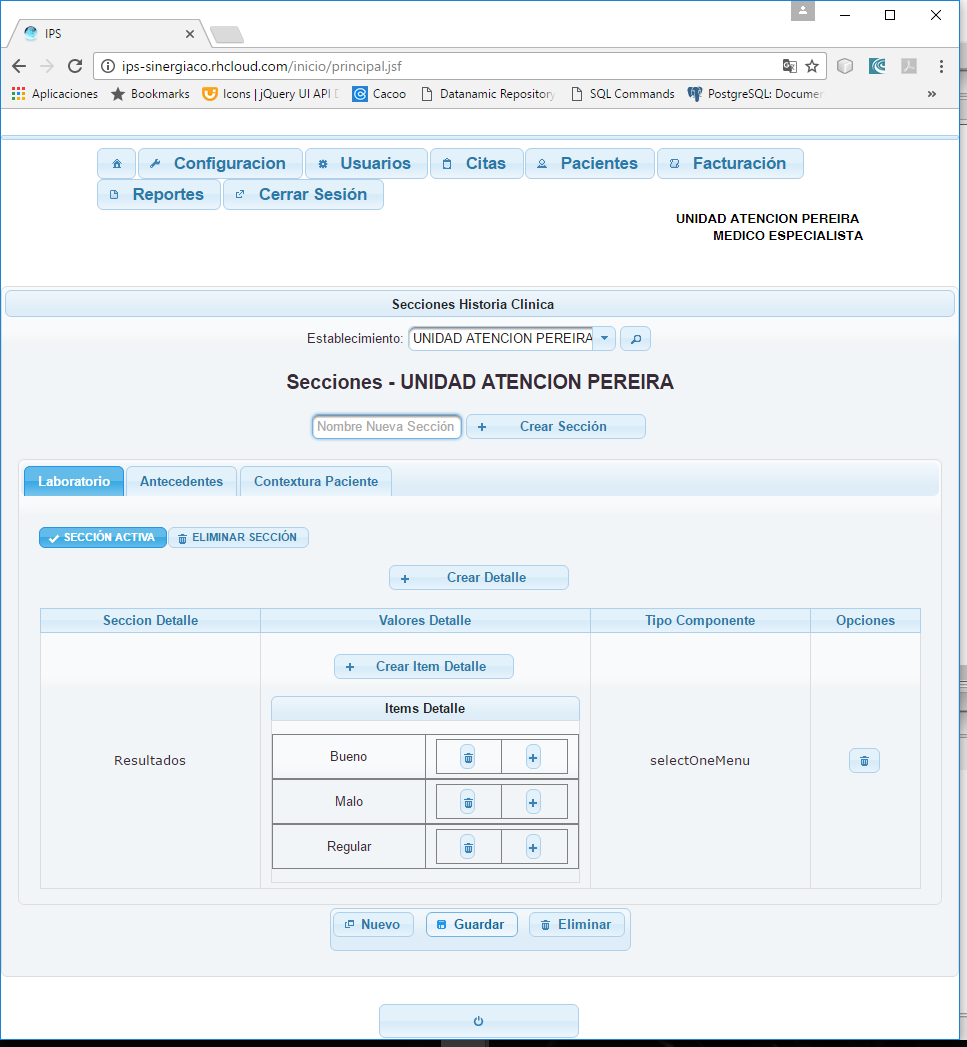 IPS
ips-sinergiaco.rhcloud.com/inicio/principal.jsf
Aplicaciones Bookmarks Icons | jQuery UI API Cacoo Datanamic Repository SQL Commands PostgreSQL: Documen »
Configuracion Usuarios Citas Pacientes Facturación
Reportes Cerrar Sesión
UNIDAD ATENCION PEREIRA
MEDICO ESPECIALISTA
Secciones Historia Clinica
Establecimiento: UNIDAD ATENCION PEREIRA
Secciones - UNIDAD ATENCION PEREIRA
Nombre Nueva Sección + Crear Sección
Laboratorio Antecedentes Contextura Paciente
SECCIÓN ACTIVA ELIMINAR SECCIÓN
+ Crear Detalle
Seccion Detalle Valores Detalle Tipo Componente Opciones
+ Crear Item Detalle
Items Detalle
Bueno
Resultados selectOneMenu
Malo
Regular
Nuevo Guardar Eliminar